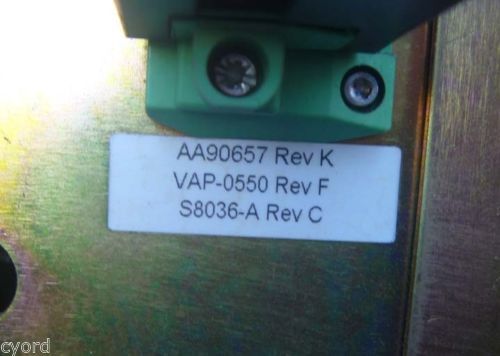 AA90657 Rev K
VAP-0550 Rev F
S8036-A Rev C
cyord